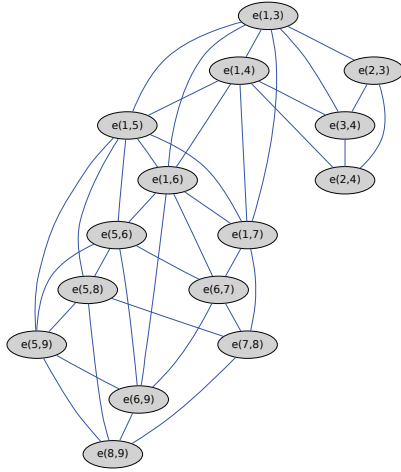 e(1,3)
e(1,4)
e(2,3)
e(1,5)
e(3,4)
e(1,6)
e(2,4)
e(5,6)
e(1,7)
e(5,8)
e(6,7)
e(5,9)
e(7,8)
e(6,9)
e(8,9)